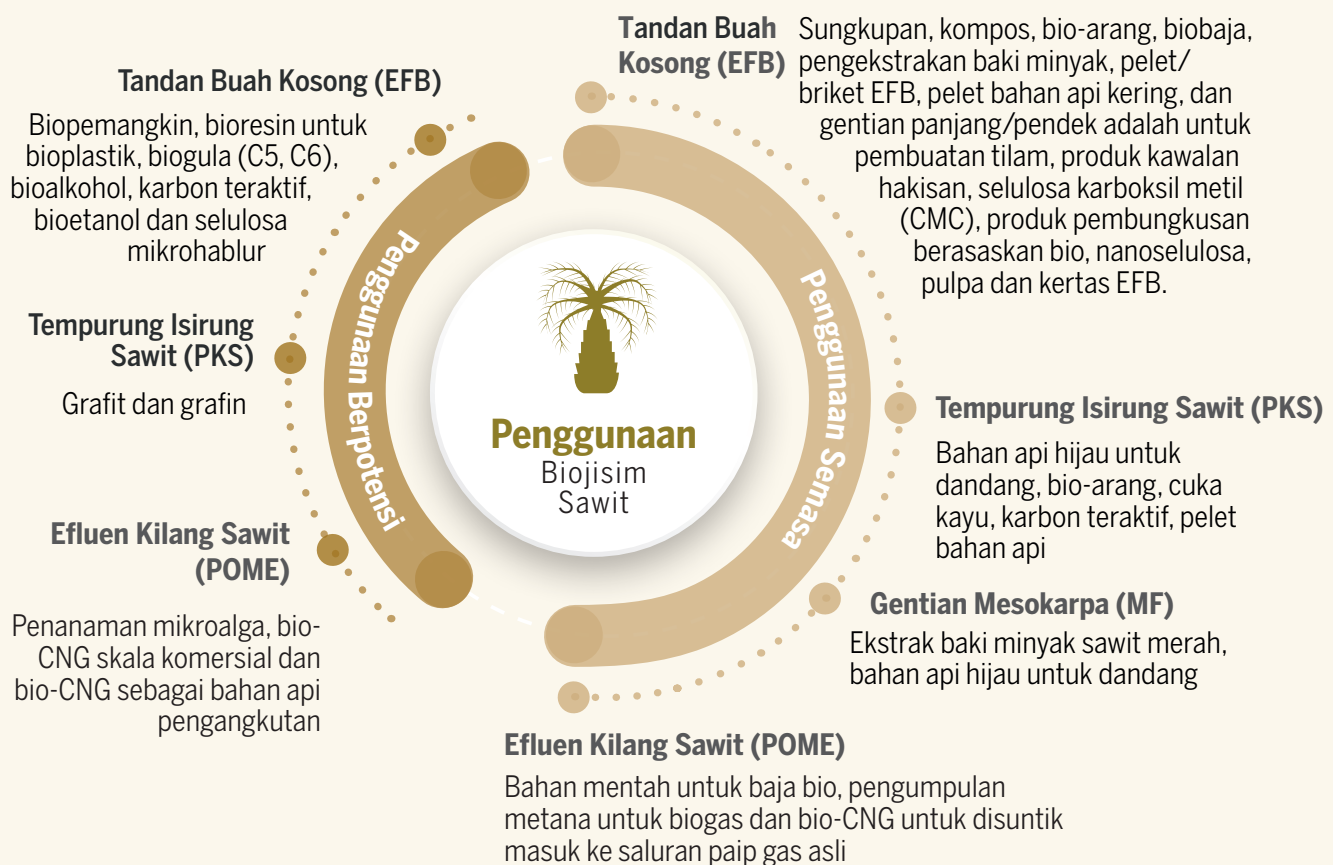 Tandan Buah Kosong (EFB)
Biopemangkin, bioresin untuk
bioplastik, biogula (C5, C6),
bioalkohol, karbon teraktif,
bioetanol dan selulosa
mikrohablur
Tempurung Isirung
Sawit (PKS)
Grafit dan grafin
Efluen Kilang Sawit
(POME)
Penanaman mikroalga, bio-
CNG skala komersial dan
bio-CNG sebagai bahan api
pengangkutan
Penggunaan Berpotensi
Penggunaan
Biojisim
Sawit
Penggunaan Semasa
Tandan Buah
Kosong (EFB)
Sungkupan, kompos, bio-arang, biobaja,
pengekstrakan baki minyak, pelet/
briket EFB, pelet bahan api kering, dan
gentian panjang/pendek adalah untuk
pembuatan tilam, produk kawalan
hakisan, selulosa karboksil metil
(CMC), produk pembungkusan
berasaskan bio, nanoselulosa,
pulpa dan kertas EFB.
Tempurung Isirung Sawit (PKS)
Bahan api hijau untuk
dandang, bio-arang, cuka
kayu, karbon teraktif, pelet
bahan api
Gentian Mesokarpa (MF)
Ekstrak baki minyak sawit merah,
bahan api hijau untuk dandang
Efluen Kilang Sawit (POME)
Bahan mentah untuk baja bio, pengumpulan
metana untuk biogas dan bio-CNG untuk disuntik
masuk ke saluran paip gas asli